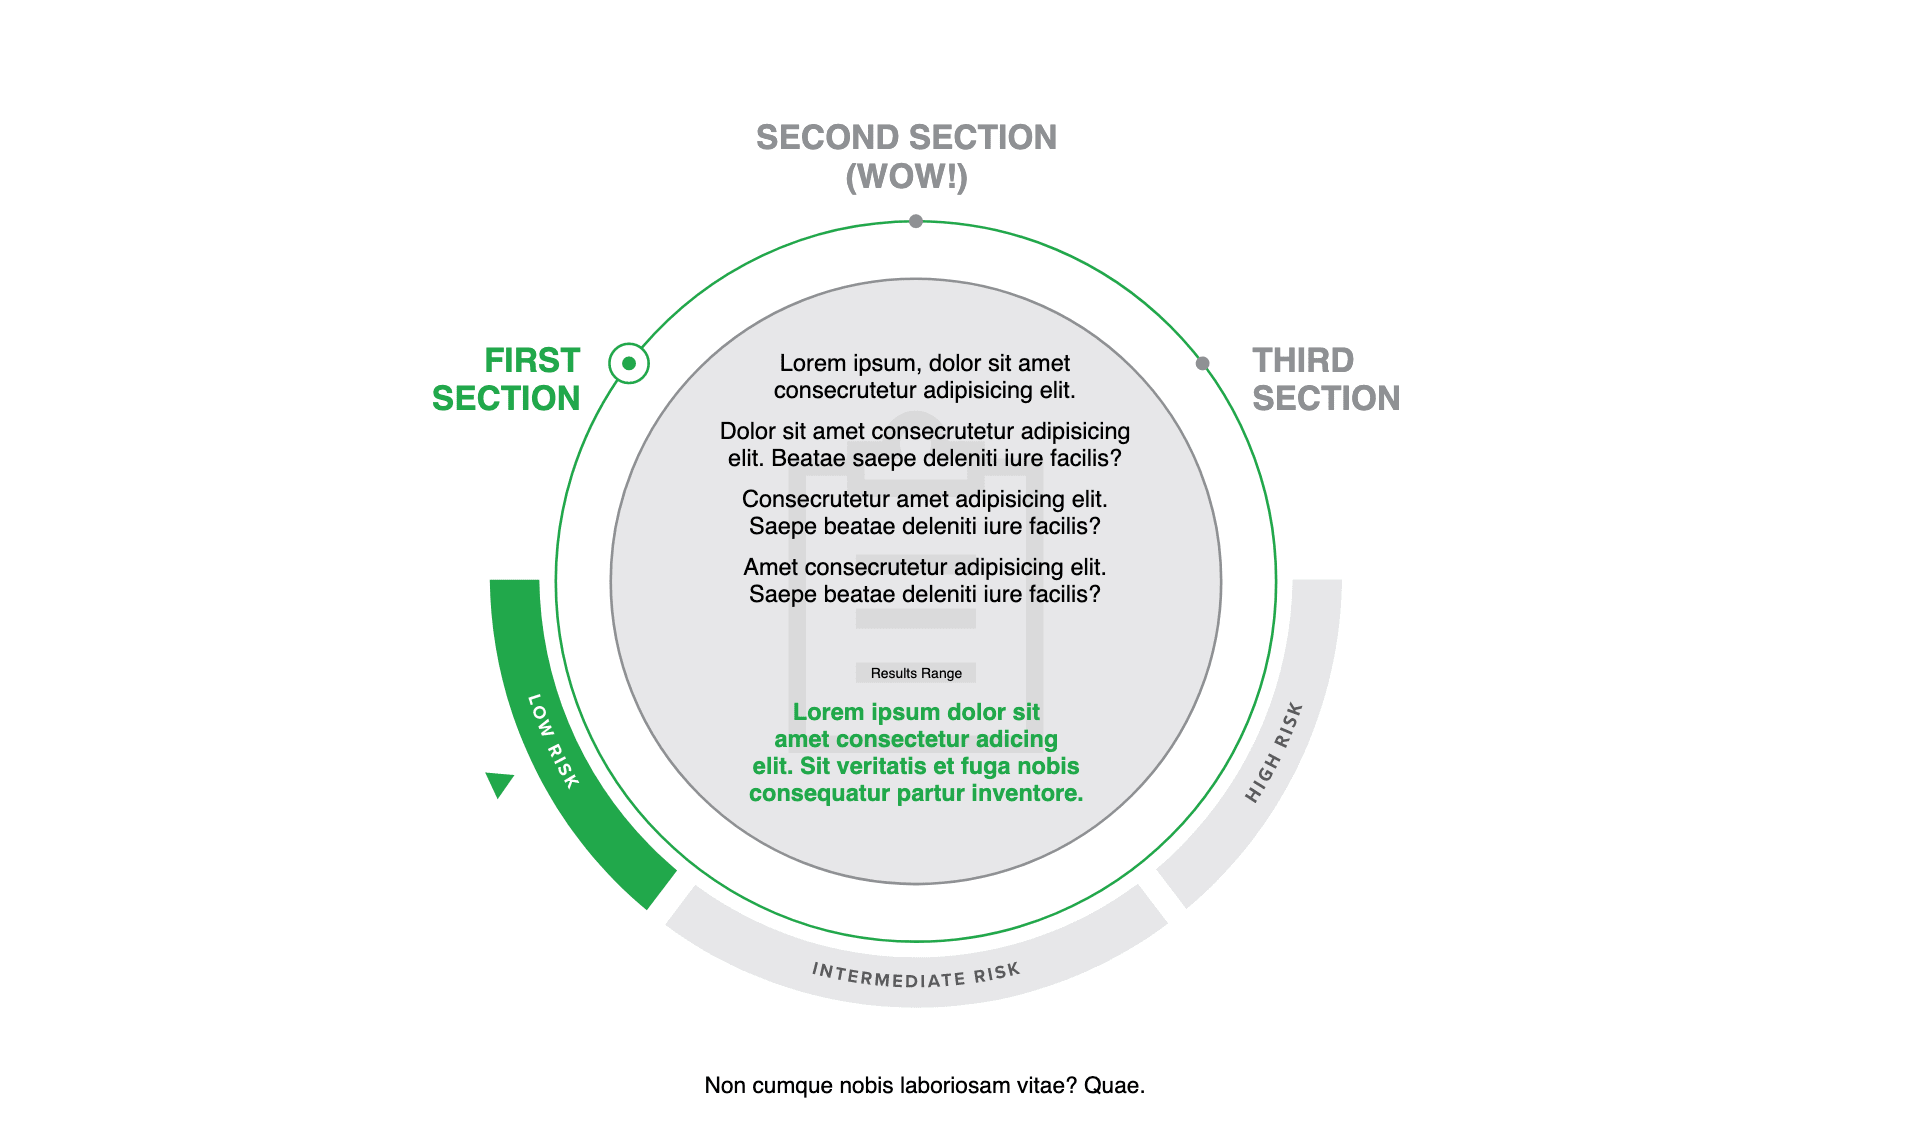 SECOND SECTION
(WOW!)
FIRST
SECTION
THIRD
SECTION
Lorem ipsum, dolor sit amet
consecrutetur adipisicing elit.
Dolor sit amet consecrutetur adipisicing
elit. Beatae saepe deleniti iure facilis?
Consecrutetur amet adipisicing elit.
Saepe beatae deleniti iure facilis?
Amet consecrutetur adipisicing elit.
Saepe beatae deleniti iure facilis?
Results Range
Lorem ipsum dolor sit
amet consectetur adicing
elit. Sit veritatis et fuga nobis
consequatur partur inventore.
LOW RISK
INTERMEDIATE RISK
HIGH RISK
Non cumque nobis laboriosam vitae? Quae.